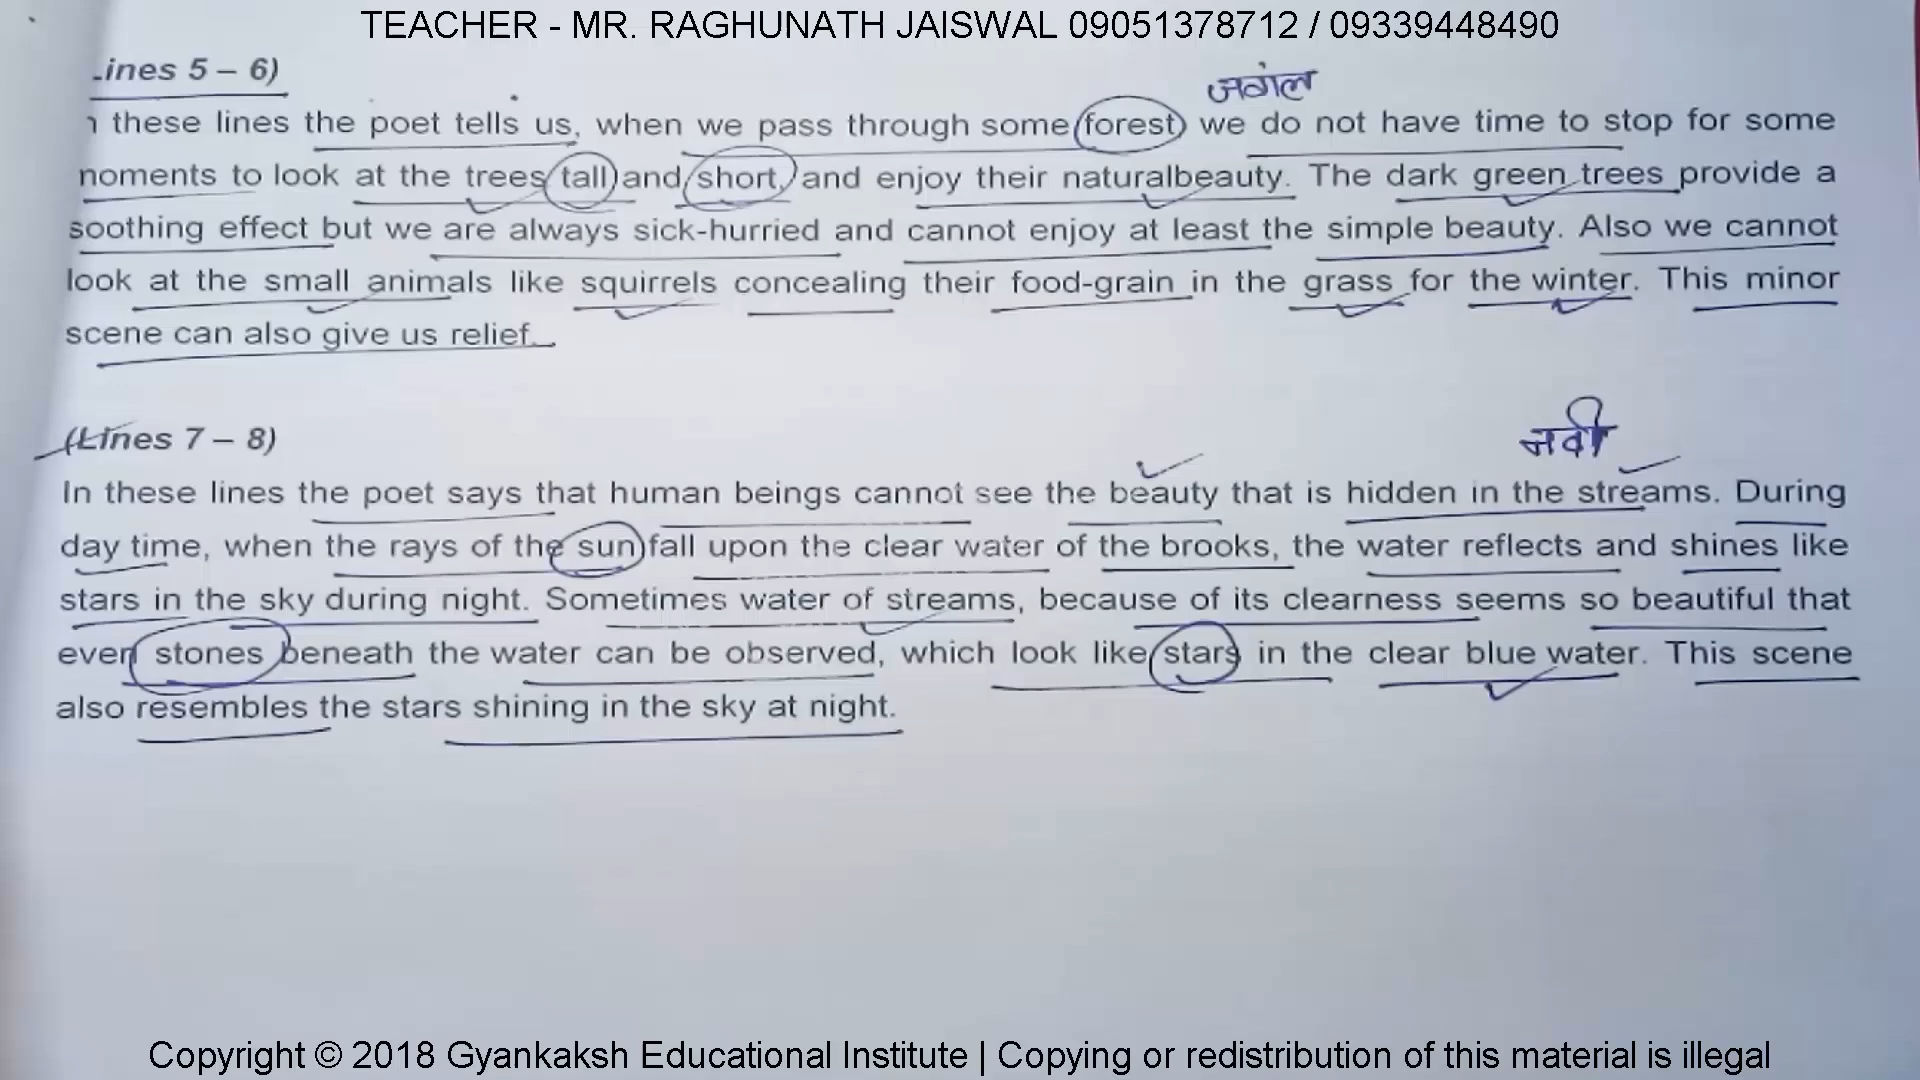 TEACHER - MR. RAGHUNATH JAISWAL 09051378712 / 09339448490
ines 5 – 6)
जगंल
these lines the poet tells us, when we pass through some forest we do not have time to stop for some
noments to look at the trees tall and short, and enjoy their naturalbeauty. The dark green trees provide a
soothing effect but we are always sick-hurried and cannot enjoy at least the simple beauty. Also we cannot
look at the small animals like squirrels concealing their food-grain in the grass for the winter. This minor
scene can also give us relief.
(Lines 7 – 8)
नदी
In these lines the poet says that human beings cannot see the beauty that is hidden in the streams. During
day time, when the rays of the sun fall upon the clear water of the brooks, the water reflects and shines like
stars in the sky during night. Sometimes water of streams, because of its clearness seems so beautiful that
even stones beneath the water can be observed, which look like stars in the clear blue water. This scene
also resembles the stars shining in the sky at night.
Copyright © 2018 Gyankaksh Educational Institute | Copying or redistribution of this material is illegal